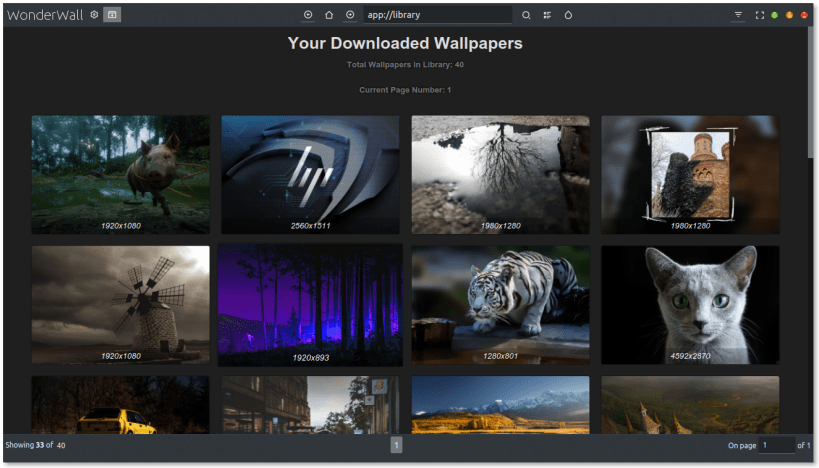 WonderWall
app://library
Your Downloaded Wallpapers
Total Wallpapers in Library: 40
Current Page Number: 1
1920x1080
2560x1511
1980x1280
1980x1280
1920x1080
1920x893
1280x801
4592x2870
Showing 33 of 40
1
On page 1 of 1